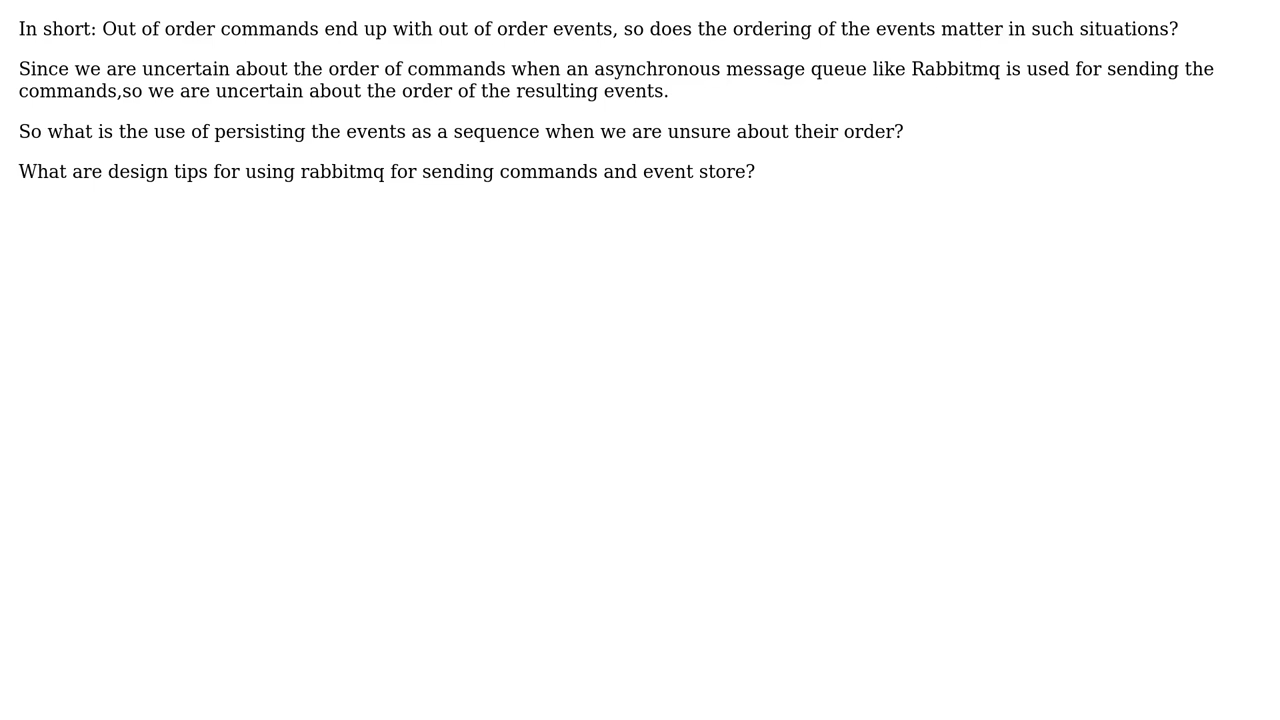 In short: Out of order commands end up with out of order events, so does the ordering of the events matter in such situations?
Since we are uncertain about the order of commands when an asynchronous message queue like Rabbitmq is used for sending the
commands,so we are uncertain about the order of the resulting events.
So what is the use of persisting the events as a sequence when we are unsure about their order?
What are design tips for using rabbitmq for sending commands and event store?